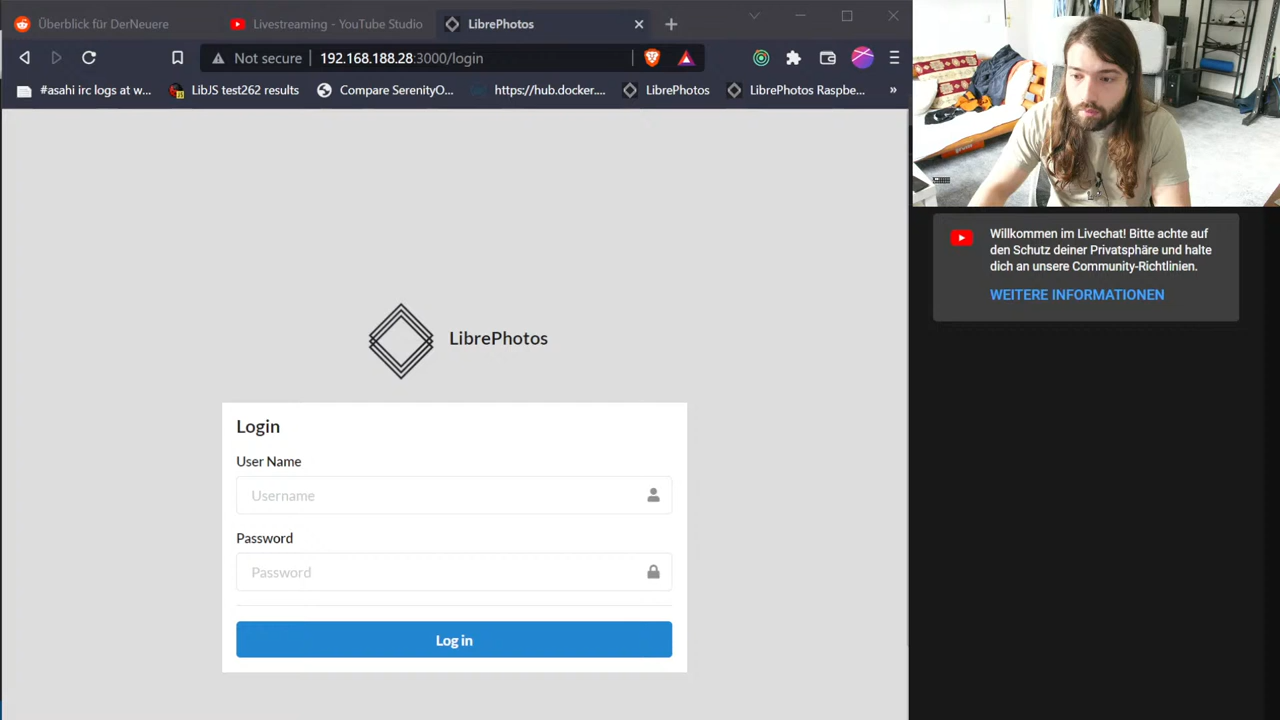 Überblick für DerNeuere
Livestreaming - YouTube Studio
LibrePhotos
Not secure
192.168.188.28:3000/login
#asahi irc logs at w...
LibJS test262 results
Compare SerenityO...
https://hub.docker....
LibrePhotos
LibrePhotos Raspbe...
»
LibrePhotos
Login
User Name
Username
Password
Password
Log in
Willkommen im Livechat! Bitte achte auf
den Schutz deiner Privatsphäre und halte
dich an unsere Community-Richtlinien.
WEITERE INFORMATIONEN